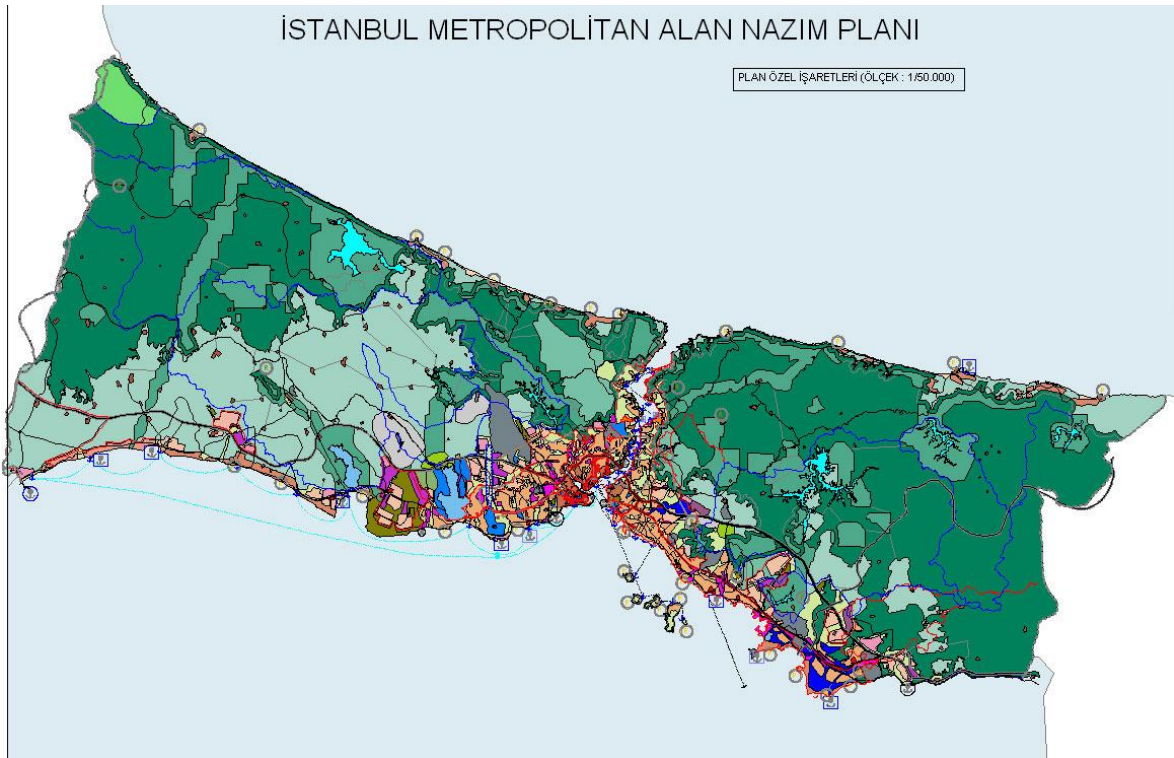 İSTANBUL METROPOLİTAN ALAN NAZIM PLANI
PLAN ÖZEL İŞARETLERİ (ÖLÇEK : 1/50.000)